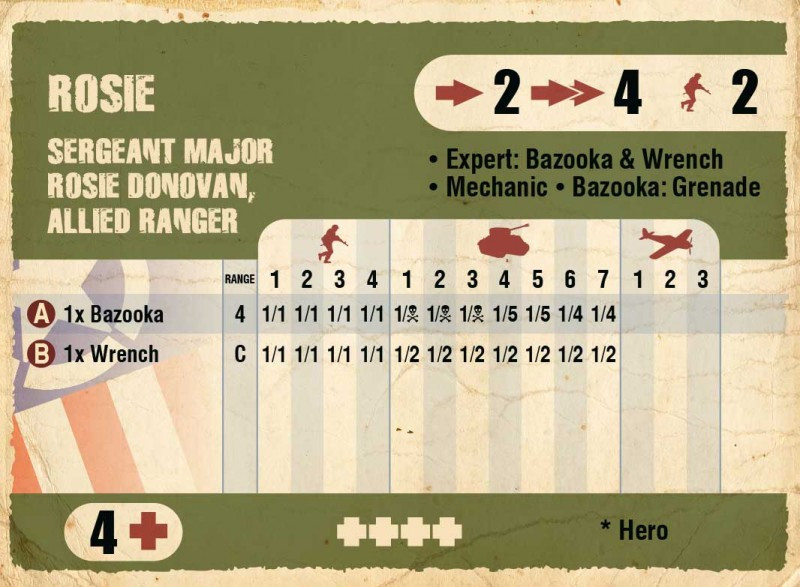 ROSIE
2 4 2
SERGEANT MAJOR
ROSIE DONOVAN,
ALLIED RANGER
• Expert: Bazooka & Wrench
• Mechanic • Bazooka: Grenade
RANGE 1 2 3 4 1 2 3 4 5 6 7 1 2 3
A 1x Bazooka 4 1/1 1/1 1/1 1/1 1/☠ 1/☠ 1/☠ 1/5 1/5 1/4 1/4
B 1x Wrench C 1/1 1/1 1/1 1/1 1/2 1/2 1/2 1/2 1/2 1/2 1/2
4
* Hero